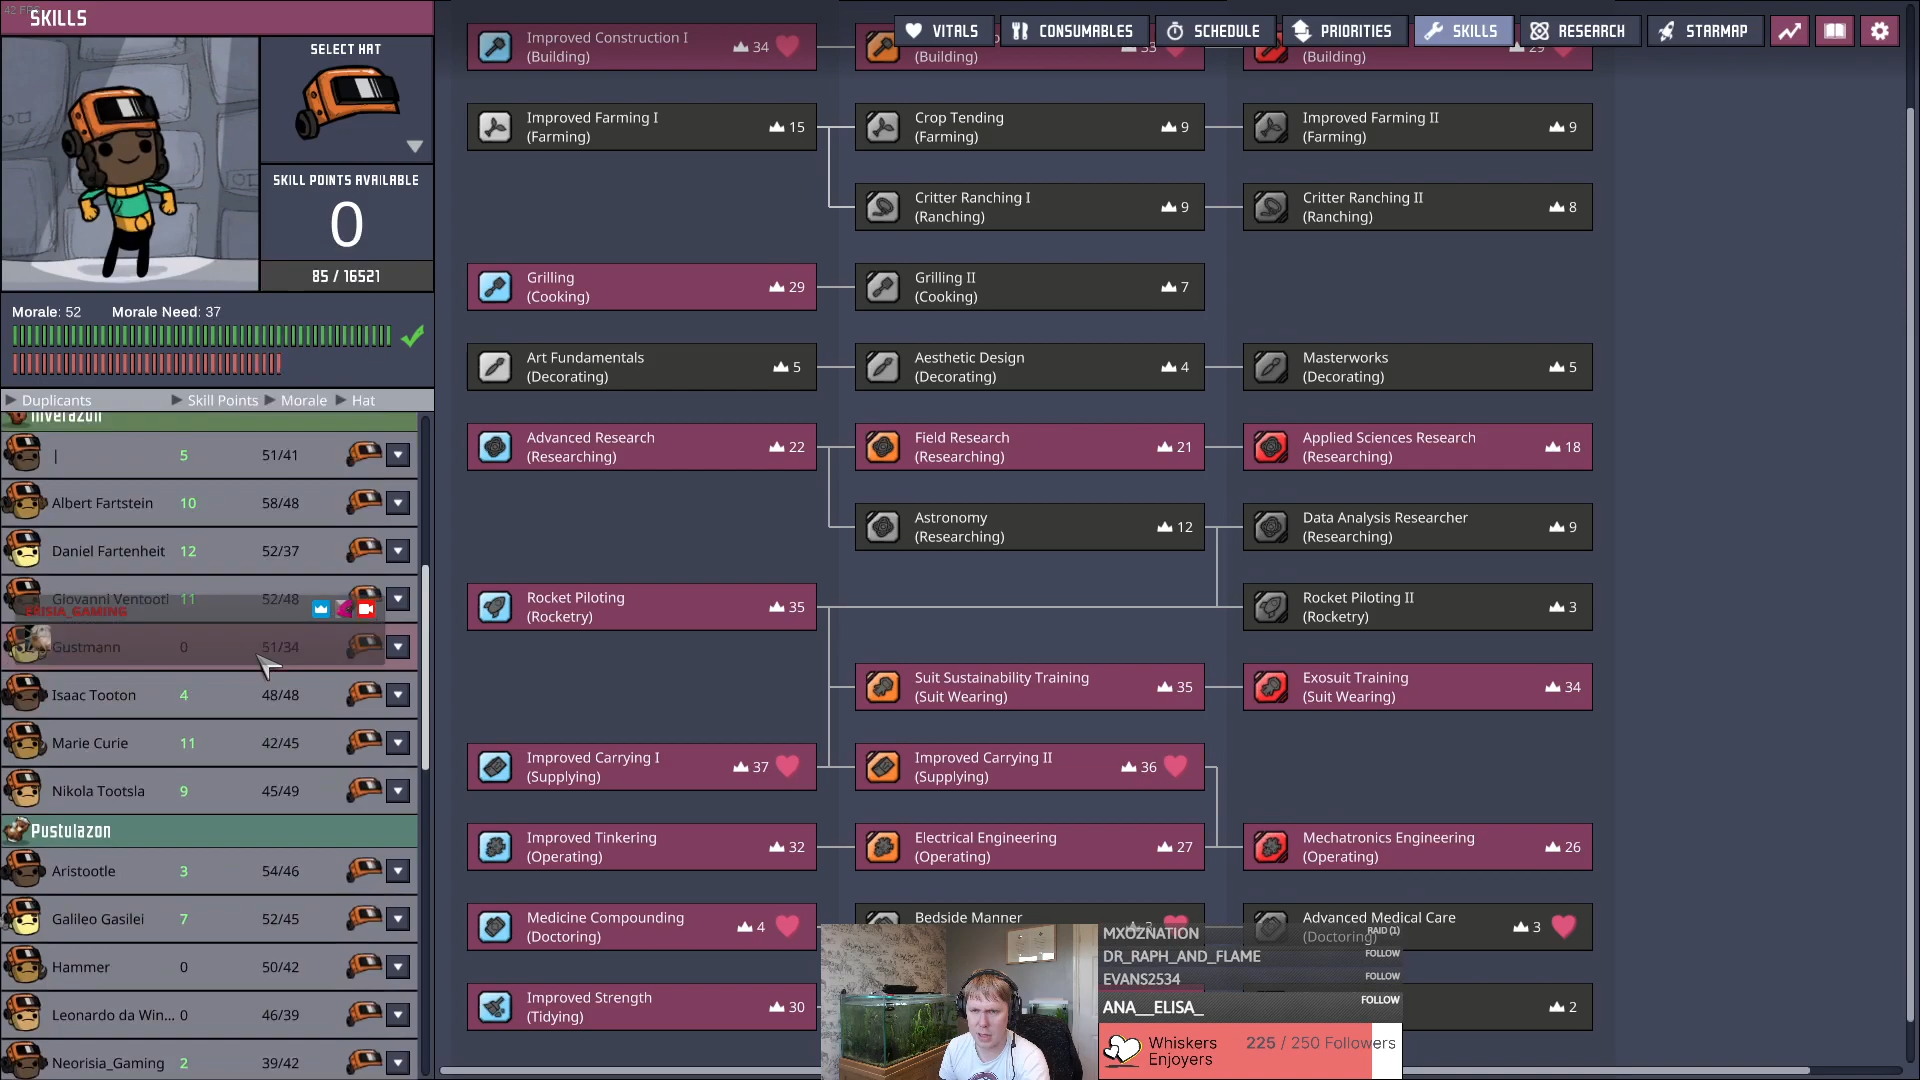 42 FPS
SKILLS
VITALS
CONSUMABLES
SCHEDULE
PRIORITIES
SKILLS
RESEARCH
STARMAP
SELECT HAT
SKILL POINTS AVAILABLE
0
85 / 16521
Morale: 52 Morale Need: 37
Duplicants Skill Points Morale Hat
| 5 51/41
Albert Fartstein 10 58/48
Daniel Fartenheit 12 52/37
Giovanni Ventooti 11 52/48
Gustmann 0 51/34
Isaac Tooton 4 48/48
Marie Curie 11 42/45
Nikola Tootsla 9 45/49
Pustulazon
Aristootle 3 54/46
Galileo Gasilei 7 52/45
Hammer 0 50/42
Leonardo da Win... 0 46/39
Neorisia_Gaming 2 39/42
Improved Construction I 34
(Building)
33
(Building)
29
(Building)
Improved Farming I 15
(Farming)
Crop Tending 9
(Farming)
Improved Farming II 9
(Farming)
Critter Ranching I 9
(Ranching)
Critter Ranching II 8
(Ranching)
Grilling 29
(Cooking)
Grilling II 7
(Cooking)
Art Fundamentals 5
(Decorating)
Aesthetic Design 4
(Decorating)
Masterworks 5
(Decorating)
Advanced Research 22
(Researching)
Field Research 21
(Researching)
Applied Sciences Research 18
(Researching)
Astronomy 12
(Researching)
Data Analysis Researcher 9
(Researching)
Rocket Piloting 35
(Rocketry)
Rocket Piloting II 3
(Rocketry)
Suit Sustainability Training 35
(Suit Wearing)
Exosuit Training 34
(Suit Wearing)
Improved Carrying I 37
(Supplying)
Improved Carrying II 36
(Supplying)
Improved Tinkering 32
(Operating)
Electrical Engineering 27
(Operating)
Mechatronics Engineering 26
(Operating)
Medicine Compounding 4
(Doctoring)
Bedside Manner
Advanced Medical Care 3
(Doctoring)
Improved Strength 30
(Tidying)
2
MXOZNATION RAID (1)
DR_RAPH_AND_FLAME FOLLOW
EVANS2534 FOLLOW
ANA__ELISA_ FOLLOW
Whiskers
Enjoyers
225 / 250 Followers